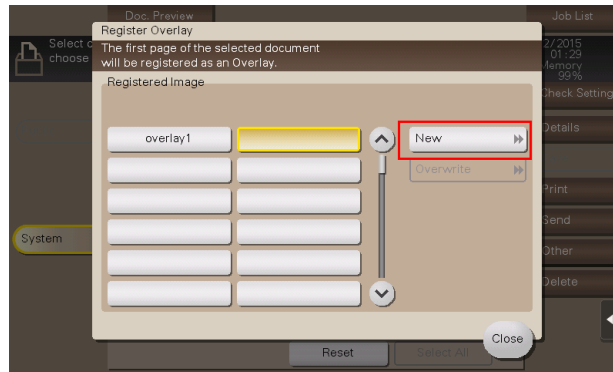 Doc. Preview
Job List
Register Overlay
Select
choose
The first page of the selected document
will be registered as an Overlay.
2/2015
01:29
Memory
99%
Registered Image
Check Setting
overlay1
New
Details
Overwrite
Print
Send
System
Other
Delete
Close
Reset
Select All